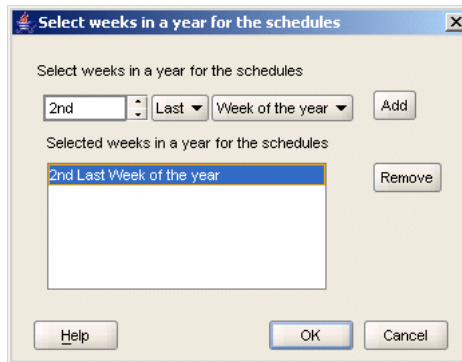 Select weeks in a year for the schedules
Select weeks in a year for the schedules
2nd Last Week of the year Add
Selected weeks in a year for the schedules
2nd Last Week of the year
Remove
Help OK Cancel